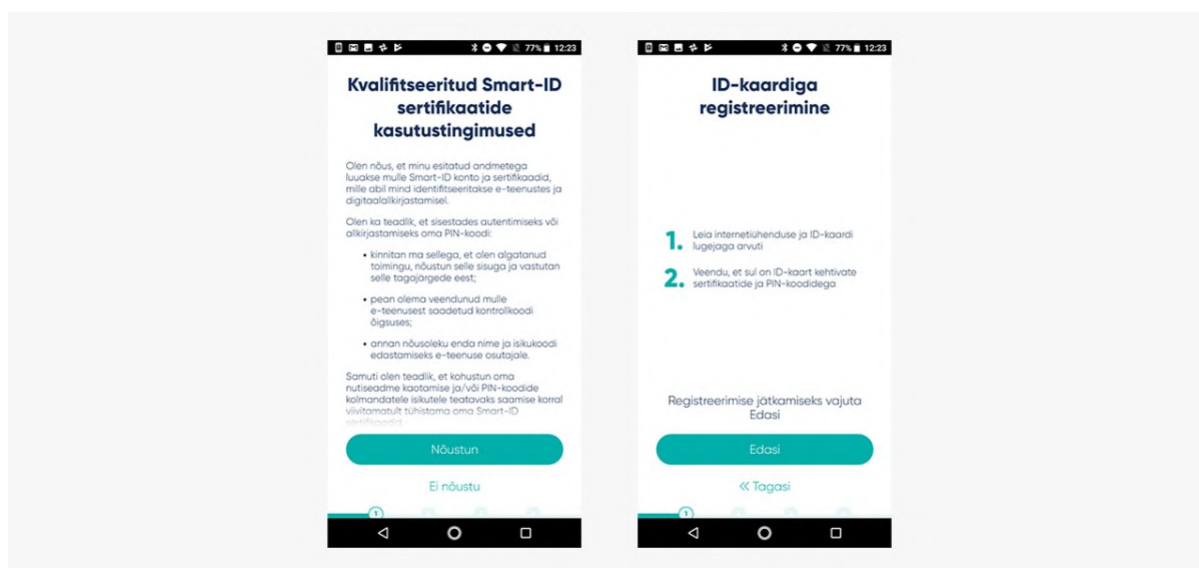 77% 12:23
Kvalifitseeritud Smart-ID
sertifikaatide
kasutustingimused
Olen nõus, et minu esitatud andmetega
luuakse mulle Smart-ID konto ja sertifikaadid,
mille abil mind identifitseeritakse e-teenustes ja
digitaalallkirjastamisel.
Olen ka teadlik, et sisestades autentimiseks või
allkirjastamiseks oma PIN-koodi:
• kinnitan ma sellega, et olen algatanud
toimingu, nõustun selle sisuga ja vastutan
selle tagajärgede eest;
• pean olema veendunud mulle
e-teenusest saadetud kontrollkoodi
õigsuses;
• annan nõusoleku enda nime ja isikukoodi
edastamiseks e-teenuse osutajale.
Samuti olen teadlik, et kohustun oma
nutiseadme kaotamise ja/või PIN-koodide
kolmandatele isikutele teatavaks saamise korral
viivitamatult tühistama oma Smart-ID
sertifikaadid
Nõustun
Ei nõustu
1
77% 12:23
ID-kaardiga
registreerimine
1. Leia internetiühenduse ja ID-kaardi
lugejaga arvuti
2. Veendu, et sul on ID-kaart kehtivate
sertifikaatide ja PIN-koodidega
Registreerimise jätkamiseks vajuta
Edasi
Edasi
« Tagasi
1